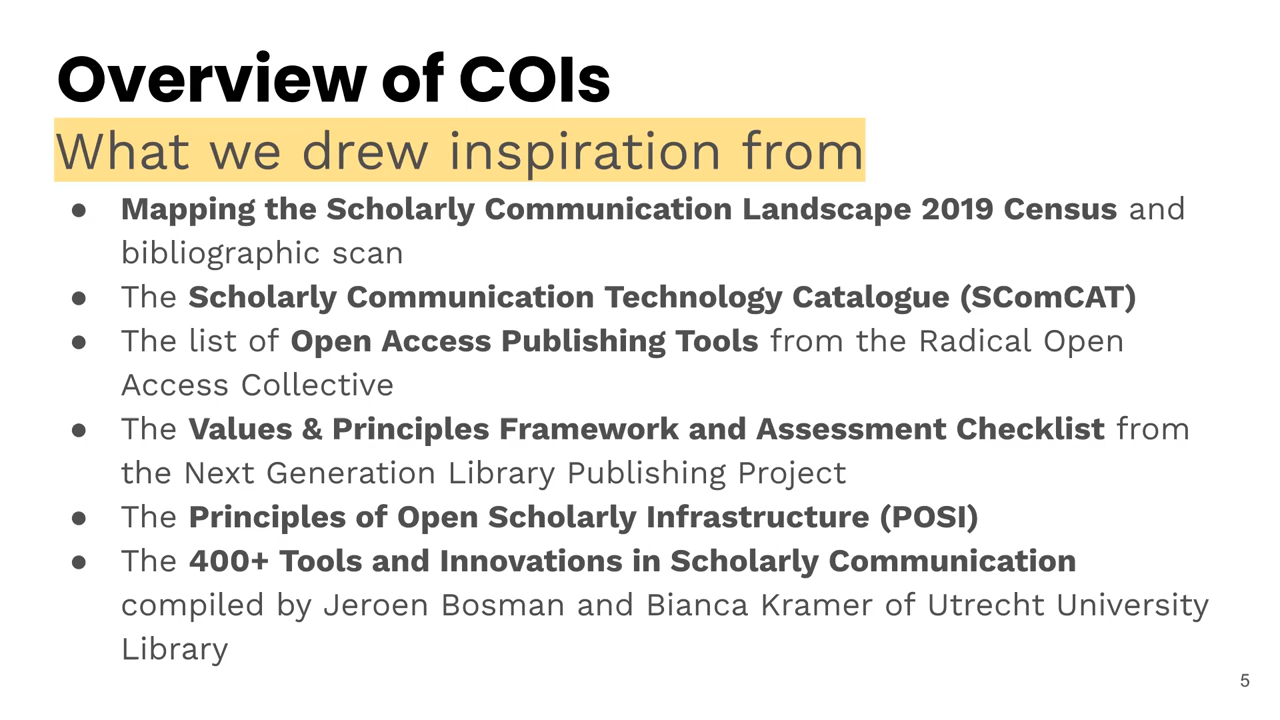 Overview of COIs
What we drew inspiration from
● Mapping the Scholarly Communication Landscape 2019 Census and
bibliographic scan
● The Scholarly Communication Technology Catalogue (SComCAT)
● The list of Open Access Publishing Tools from the Radical Open
Access Collective
● The Values & Principles Framework and Assessment Checklist from
the Next Generation Library Publishing Project
● The Principles of Open Scholarly Infrastructure (POSI)
● The 400+ Tools and Innovations in Scholarly Communication
compiled by Jeroen Bosman and Bianca Kramer of Utrecht University
Library
5